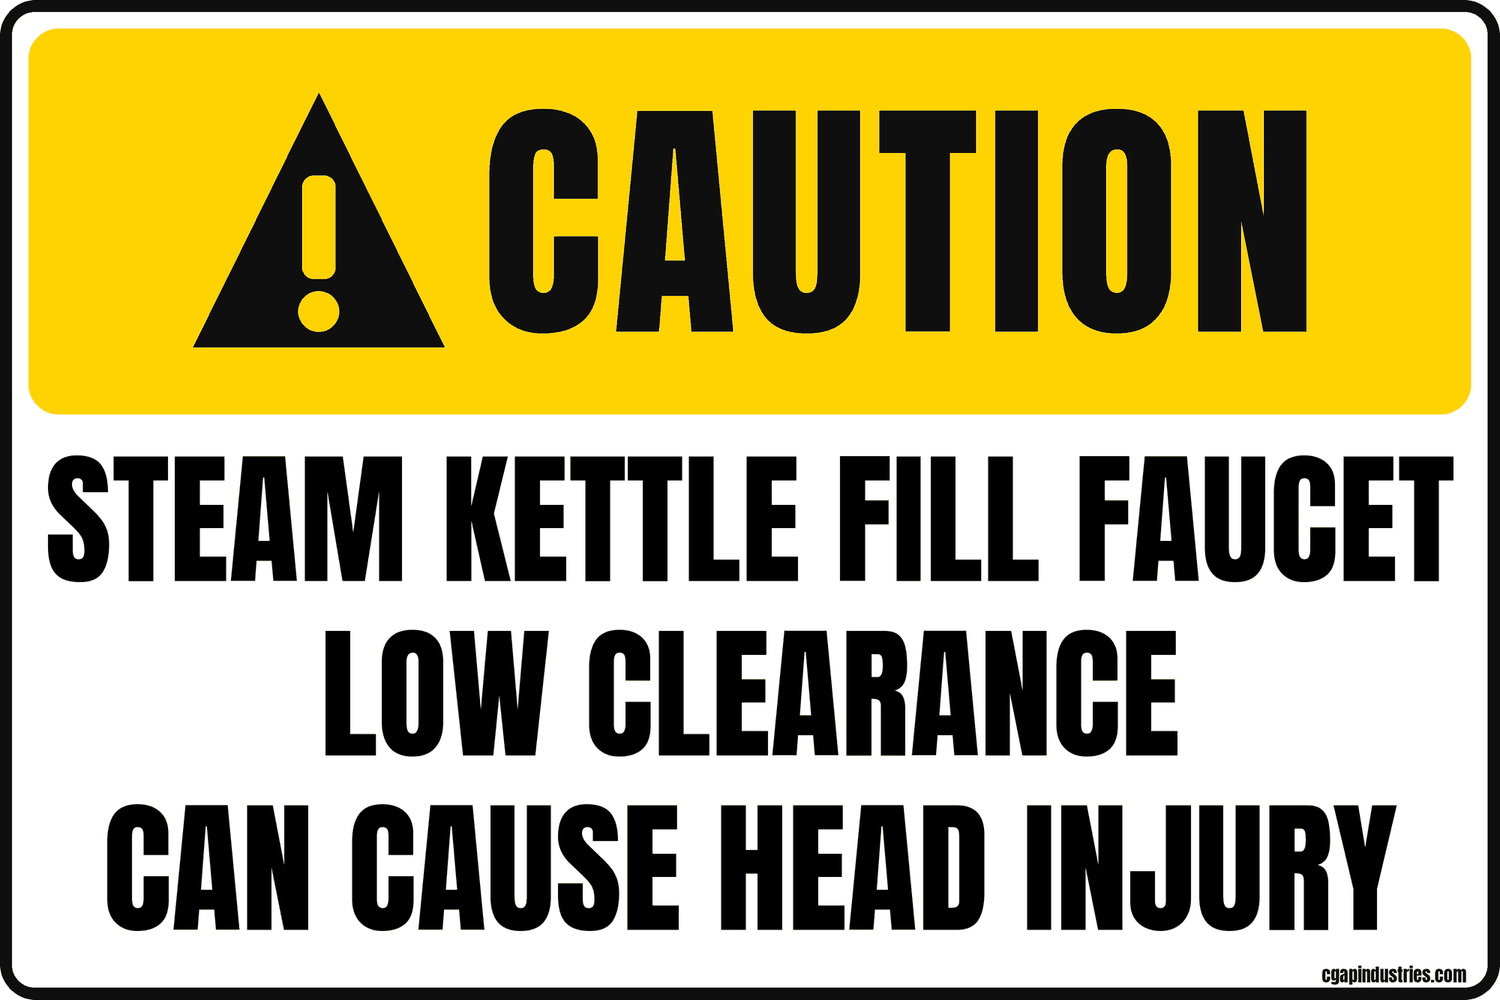 CAUTION
STEAM KETTLE FILL FAUCET
LOW CLEARANCE
CAN CAUSE HEAD INJURY
cgapindustries.com